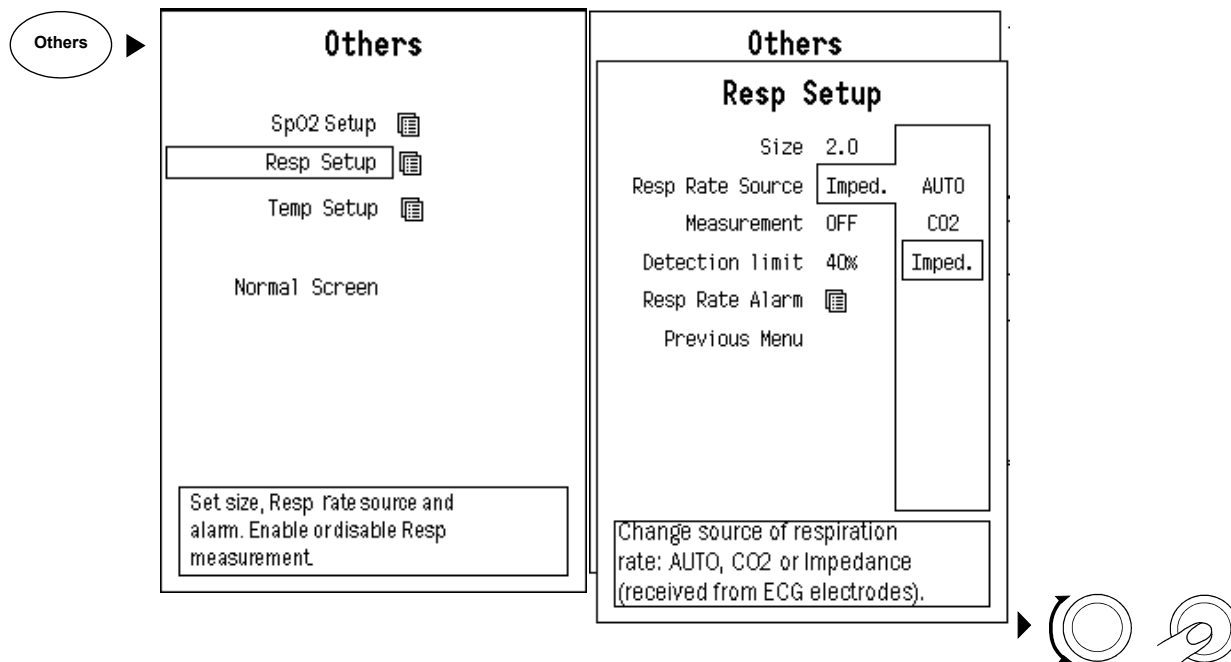 Others
Others
SpO2 Setup
Resp Setup
Temp Setup
Normal Screen
Set size, Resp rate source and
alarm. Enable or disable Resp
measurement.
Others
Resp Setup
Size 2.0
Resp Rate Source Imped. AUTO
Measurement OFF CO2
Detection limit 40% Imped.
Resp Rate Alarm
Previous Menu
Change source of respiration
rate: AUTO, CO2 or Impedance
(received from ECG electrodes).